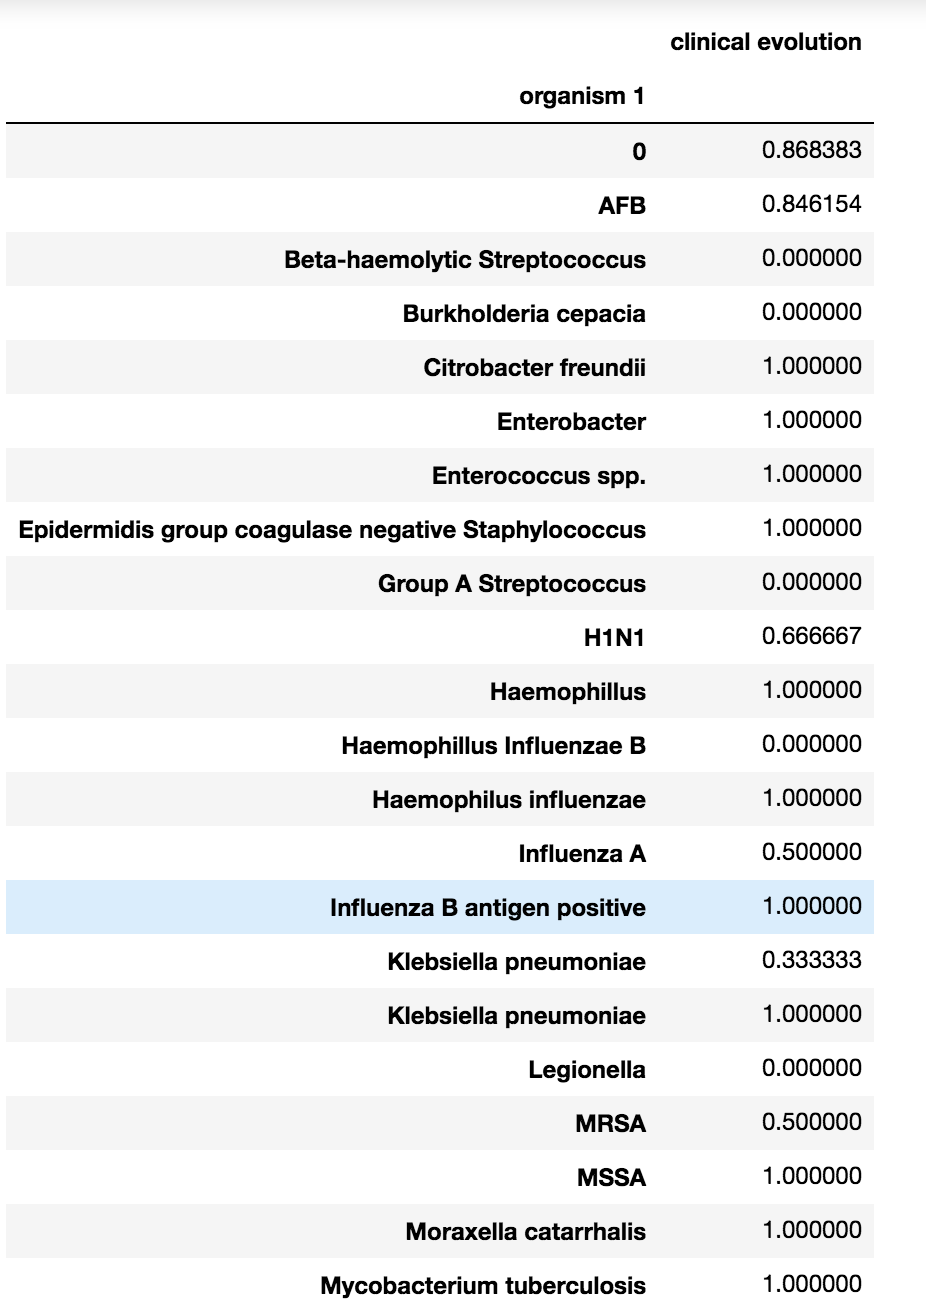 clinical evolution
organism 1
0 0.868383
AFB 0.846154
Beta-haemolytic Streptococcus 0.000000
Burkholderia cepacia 0.000000
Citrobacter freundii 1.000000
Enterobacter 1.000000
Enterococcus spp. 1.000000
Epidermidis group coagulase negative Staphylococcus 1.000000
Group A Streptococcus 0.000000
H1N1 0.666667
Haemophillus 1.000000
Haemophillus Influenzae B 0.000000
Haemophilus influenzae 1.000000
Influenza A 0.500000
Influenza B antigen positive 1.000000
Klebsiella pneumoniae 0.333333
Klebsiella pneumoniae 1.000000
Legionella 0.000000
MRSA 0.500000
MSSA 1.000000
Moraxella catarrhalis 1.000000
Mycobacterium tuberculosis 1.000000